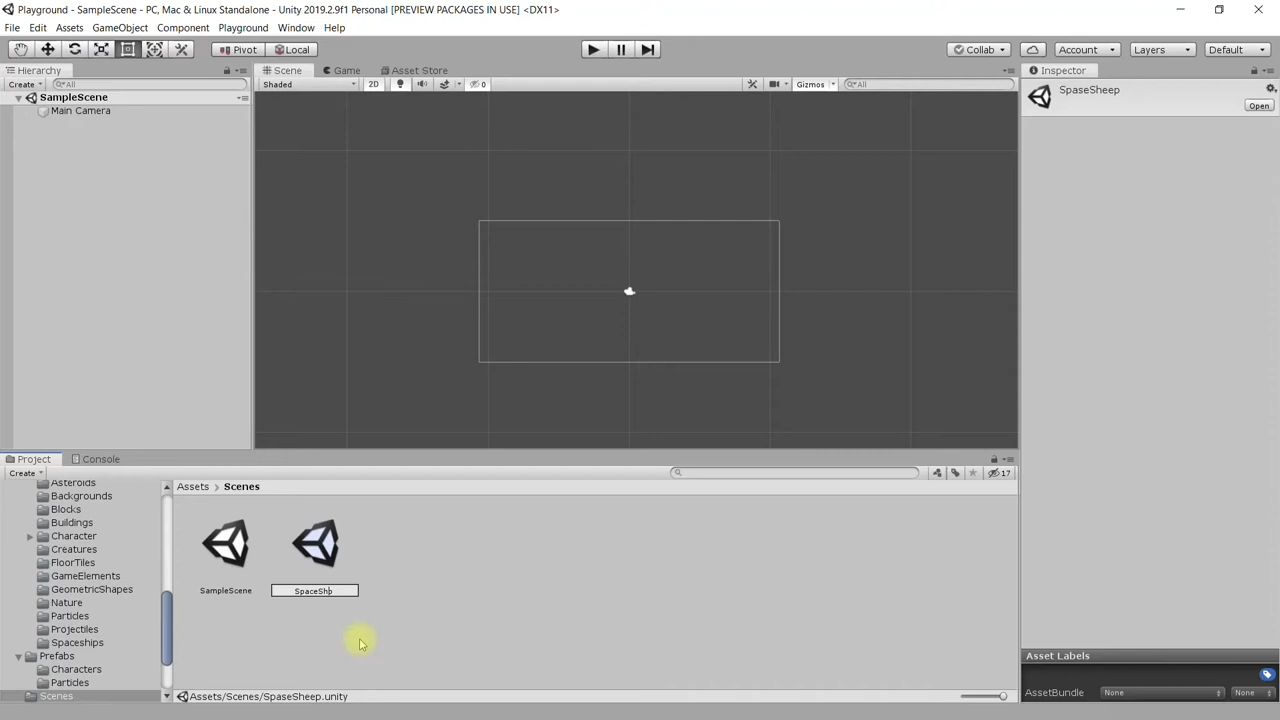 Playground - SampleScene - PC, Mac & Linux Standalone - Unity 2019.2.9f1 Personal [PREVIEW PACKAGES IN USE] <DX11>
File Edit Assets GameObject Component Playground Window Help
Pivot Local Collab Account Layers Default
Hierarchy Scene Game Asset Store Inspector
Create All Shaded 2D 0 Gizmos All
SampleScene
Main Camera
SpaseSheep
Open
Project Console
Create 17
Asteroids
Backgrounds
Blocks
Buildings
Character
Creatures
FloorTiles
GameElements
GeometricShapes
Nature
Particles
Projectiles
Spaceships
Prefabs
Characters
Particles
Scenes
Assets > Scenes
SampleScene SpaceShp
Assets/Scenes/SpaseSheep.unity
Asset Labels
AssetBundle None None